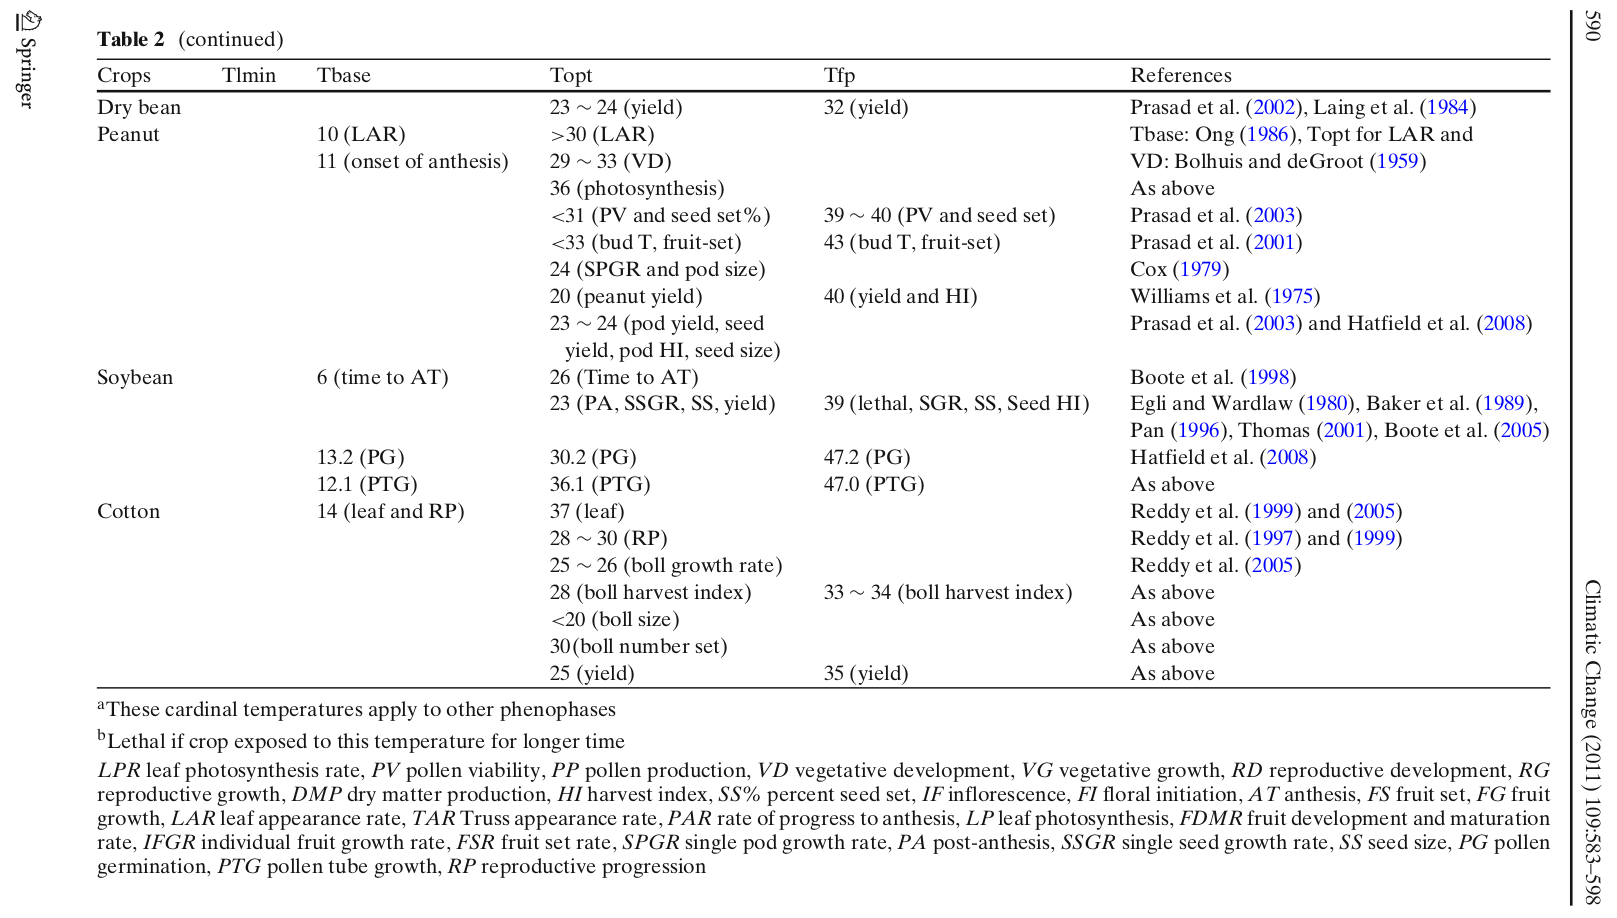 590
Climatic Change (2011) 109:583–598
Table 2 (continued)
Crops Tlmin Tbase Topt Tfp References
Dry bean 23 ∼ 24 (yield) 32 (yield) Prasad et al. (2002), Laing et al. (1984)
Peanut 10 (LAR) >30 (LAR) Tbase: Ong (1986), Topt for LAR and
11 (onset of anthesis) 29 ∼ 33 (VD) VD: Bolhuis and deGroot (1959)
36 (photosynthesis) As above
<31 (PV and seed set%) 39 ∼ 40 (PV and seed set) Prasad et al. (2003)
<33 (bud T, fruit-set) 43 (bud T, fruit-set) Prasad et al. (2001)
24 (SPGR and pod size) Cox (1979)
20 (peanut yield) 40 (yield and HI) Williams et al. (1975)
23 ∼ 24 (pod yield, seed Prasad et al. (2003) and Hatfield et al. (2008)
yield, pod HI, seed size)
Soybean 6 (time to AT) 26 (Time to AT) Boote et al. (1998)
23 (PA, SSGR, SS, yield) 39 (lethal, SGR, SS, Seed HI) Egli and Wardlaw (1980), Baker et al. (1989),
Pan (1996), Thomas (2001), Boote et al. (2005)
13.2 (PG) 30.2 (PG) 47.2 (PG) Hatfield et al. (2008)
12.1 (PTG) 36.1 (PTG) 47.0 (PTG) As above
Cotton 14 (leaf and RP) 37 (leaf) Reddy et al. (1999) and (2005)
28 ∼ 30 (RP) Reddy et al. (1997) and (1999)
25 ∼ 26 (boll growth rate) Reddy et al. (2005)
28 (boll harvest index) 33 ∼ 34 (boll harvest index) As above
<20 (boll size) As above
30(boll number set) As above
25 (yield) 35 (yield) As above
aThese cardinal temperatures apply to other phenophases
bLethal if crop exposed to this temperature for longer time
LPR leaf photosynthesis rate, PV pollen viability, PP pollen production, VD vegetative development, VG vegetative growth, RD reproductive development, RG
reproductive growth, DMP dry matter production, HI harvest index, SS% percent seed set, IF inflorescence, FI floral initiation, AT anthesis, FS fruit set, FG fruit
growth, LAR leaf appearance rate, TAR Truss appearance rate, PAR rate of progress to anthesis, LP leaf photosynthesis, FDMR fruit development and maturation
rate, IFGR individual fruit growth rate, FSR fruit set rate, SPGR single pod growth rate, PA post-anthesis, SSGR single seed growth rate, SS seed size, PG pollen
germination, PTG pollen tube growth, RP reproductive progression
Springer